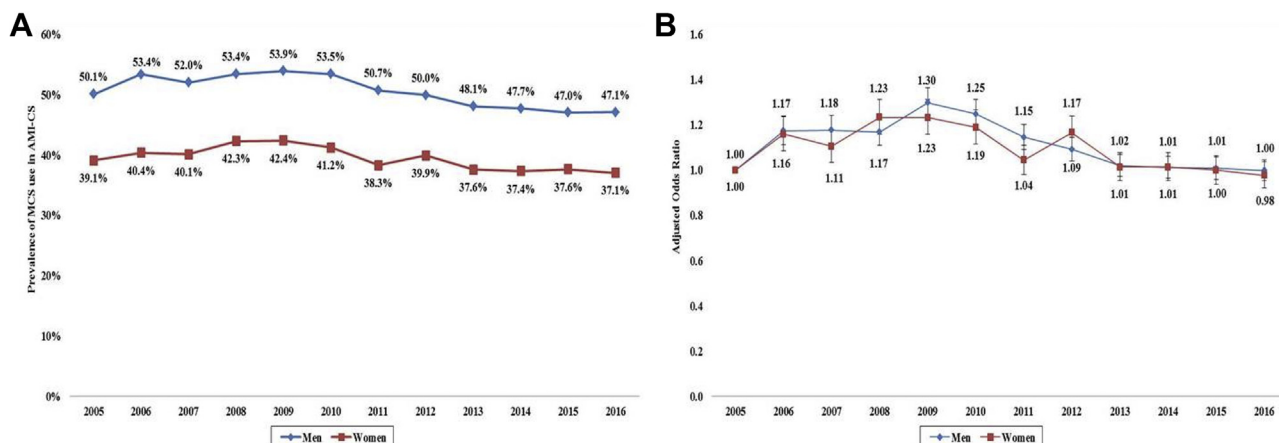 A
Prevalence of MCS use in AMI-CS
60%
50%
40%
30%
20%
10%
0%
50.1% 53.4% 52.0% 53.4% 53.9% 53.5% 50.7% 50.0% 48.1% 47.7% 47.0% 47.1%
39.1% 40.4% 40.1% 42.3% 42.4% 41.2% 38.3% 39.9% 37.6% 37.4% 37.6% 37.1%
2005 2006 2007 2008 2009 2010 2011 2012 2013 2014 2015 2016
Men Women
B
Adjusted Odds Ratio
1.6
1.4
1.2
1.0
0.8
0.6
0.4
0.2
0.0
1.00 1.17 1.18 1.23 1.30 1.25 1.15 1.17 1.02 1.01 1.01 1.00
1.00 1.16 1.11 1.17 1.23 1.19 1.04 1.09 1.01 1.01 1.00 0.98
2005 2006 2007 2008 2009 2010 2011 2012 2013 2014 2015 2016
Men Women